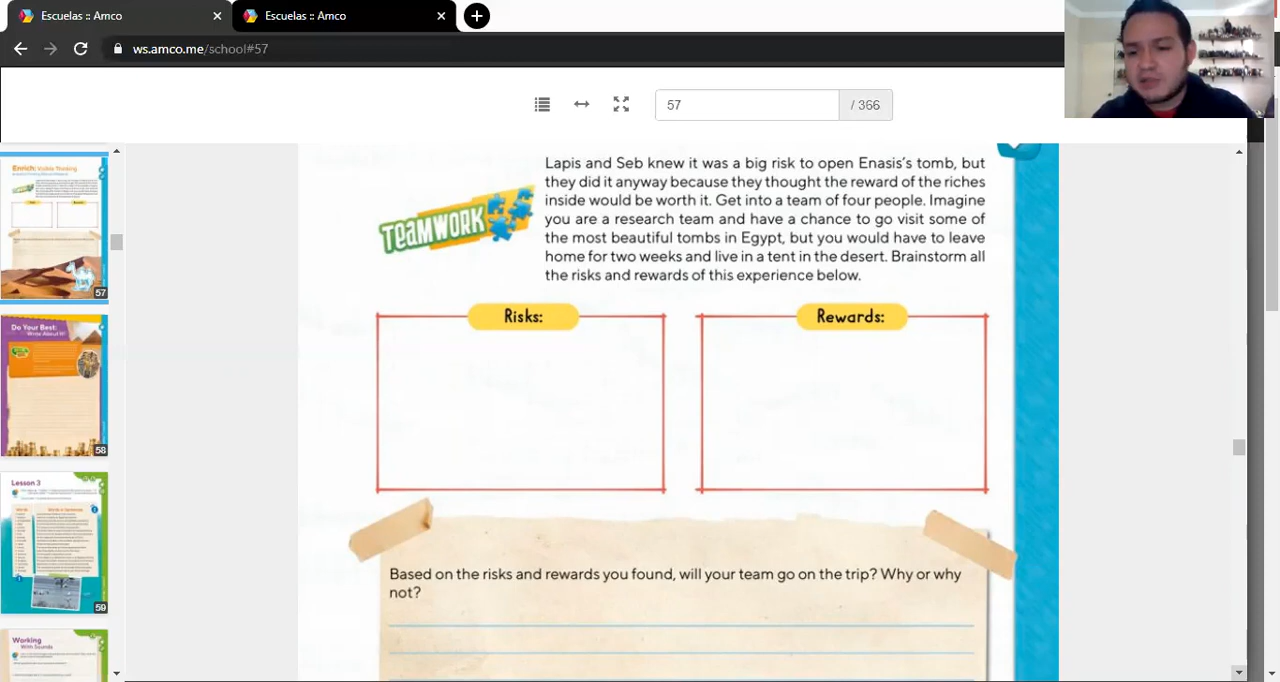 Escuelas :: Amco
Escuelas :: Amco
ws.amco.me/school#57
57
/ 366
Enrich: Visible Thinking
57
Do Your Best:
Write About It!
58
Lesson 3
59
Working
With Sounds
TEAMWORK
Lapis and Seb knew it was a big risk to open Enasis's tomb, but
they did it anyway because they thought the reward of the riches
inside would be worth it. Get into a team of four people. Imagine
you are a research team and have a chance to go visit some of
the most beautiful tombs in Egypt, but you would have to leave
home for two weeks and live in a tent in the desert. Brainstorm all
the risks and rewards of this experience below.
Risks:
Rewards:
Based on the risks and rewards you found, will your team go on the trip? Why or why
not?